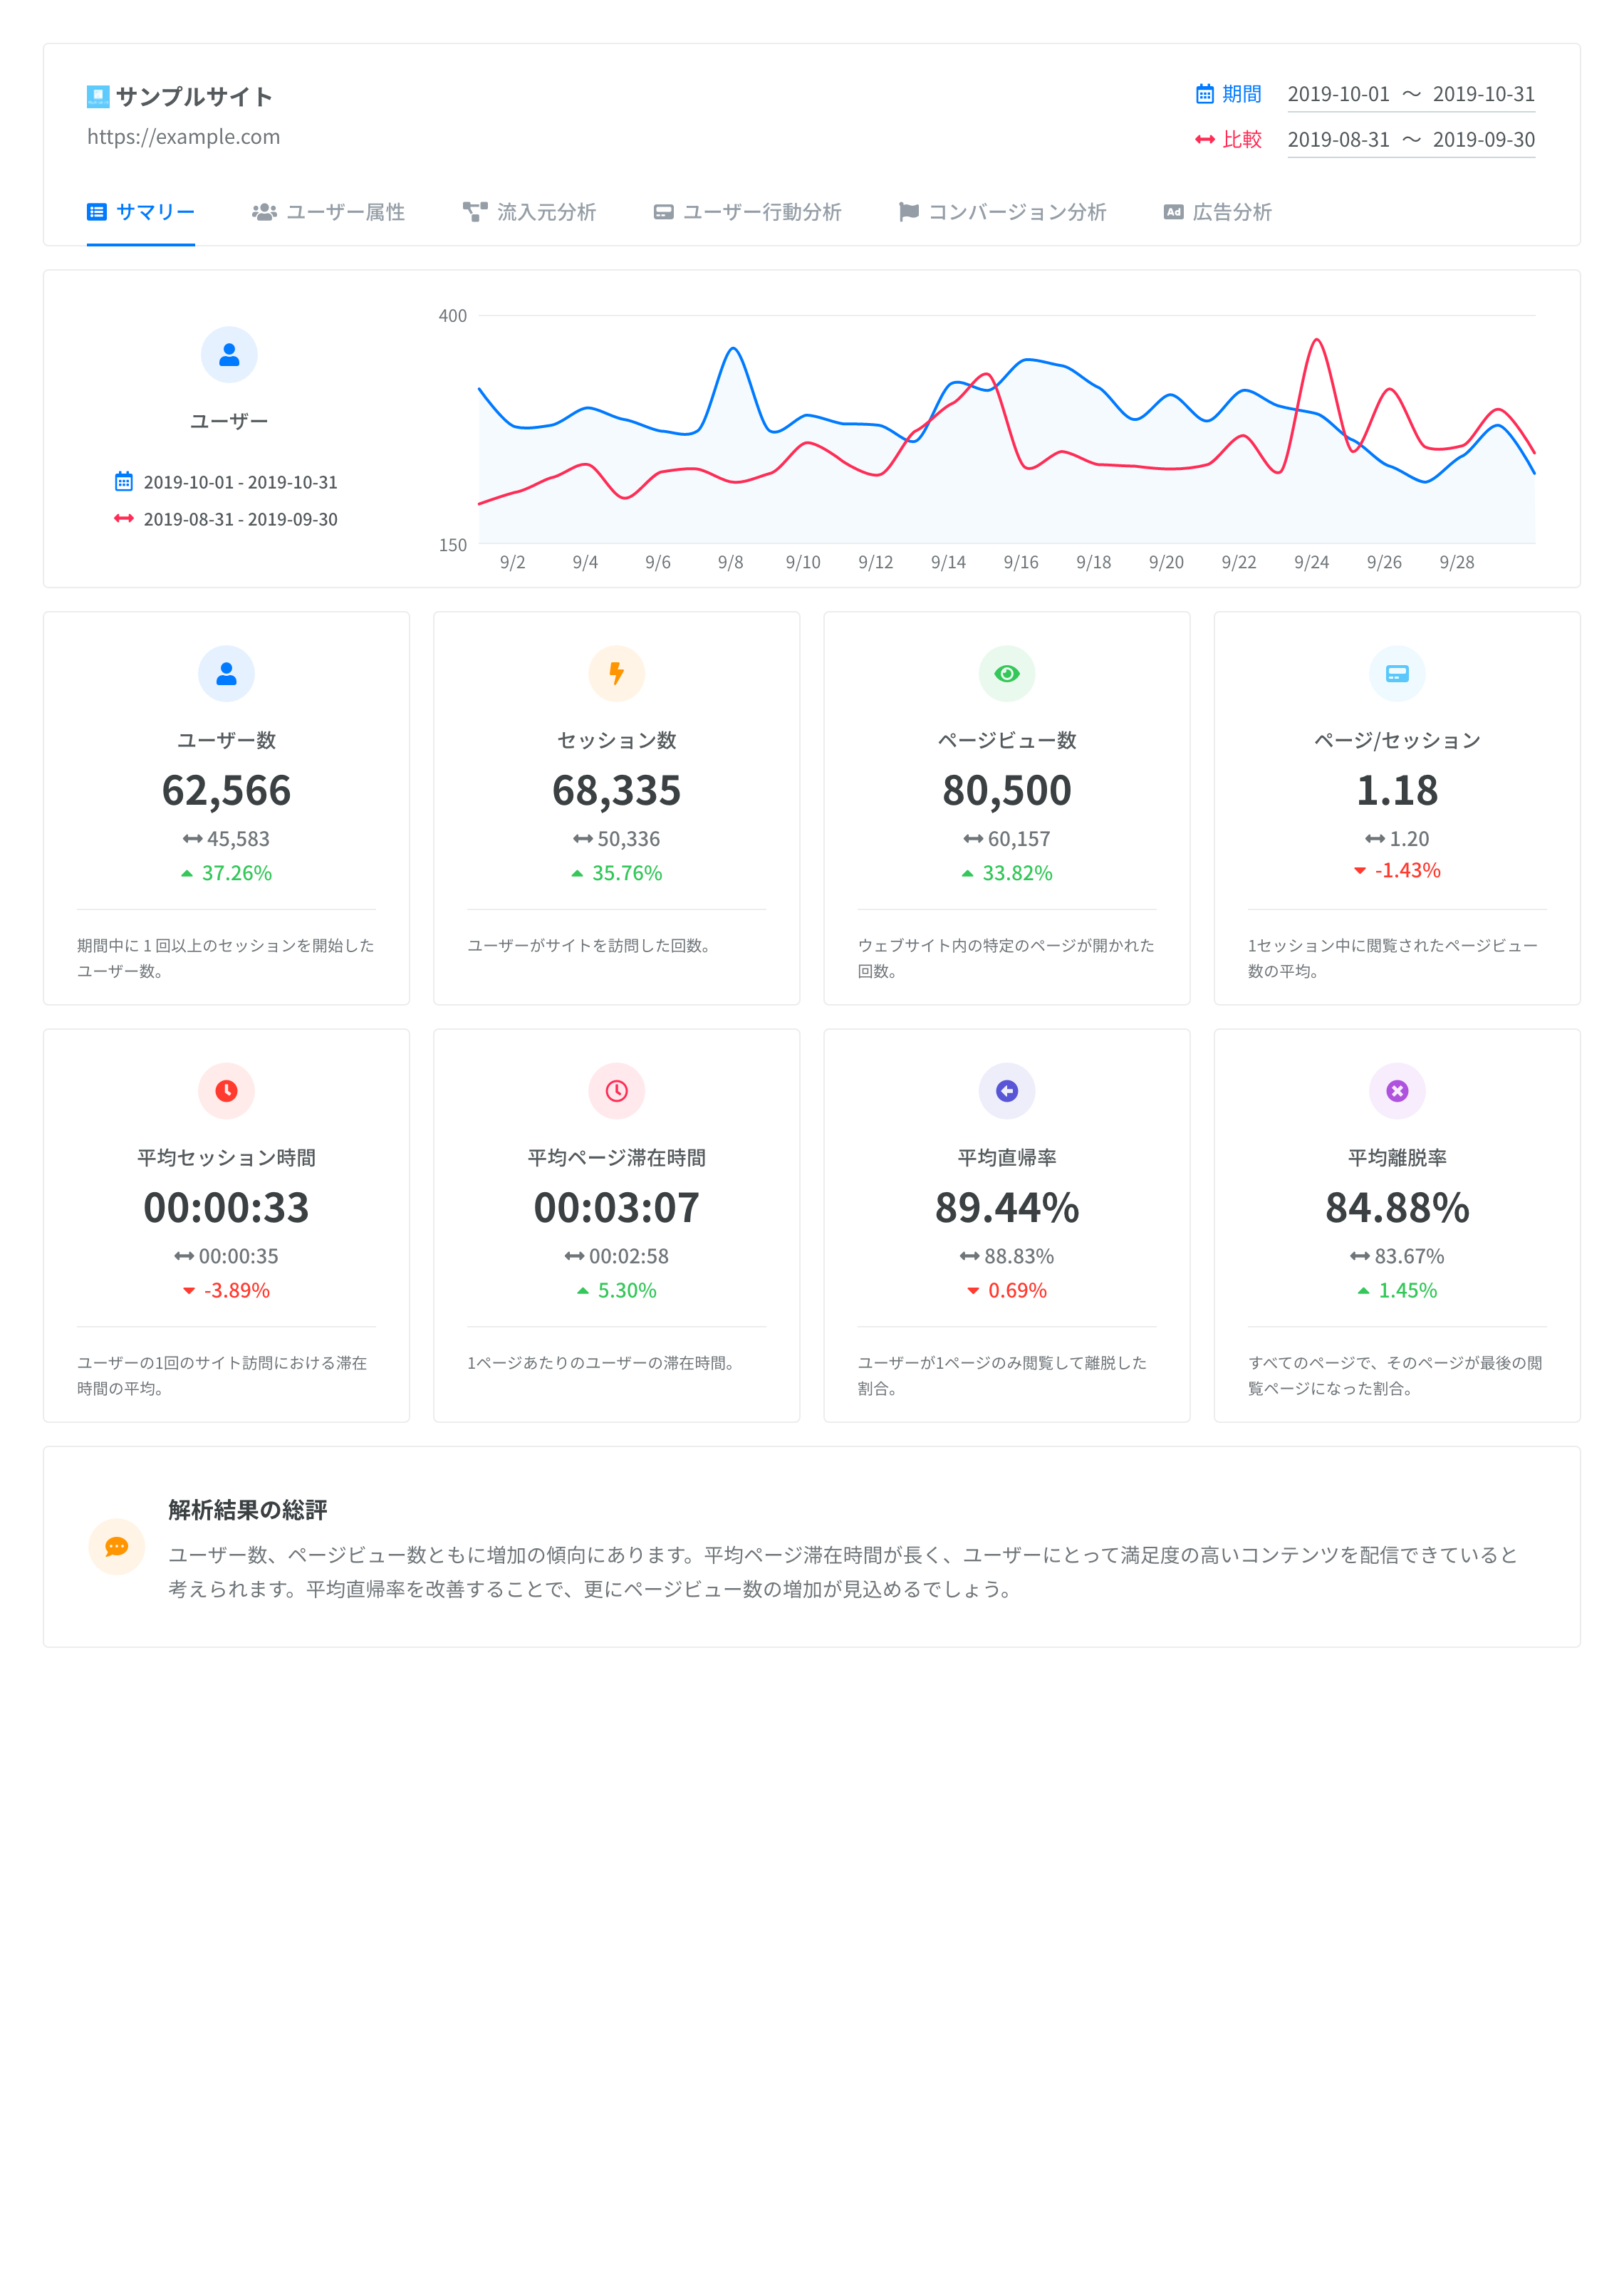 サンプルサイト
https://example.com
期間 2019-10-01 ～ 2019-10-31
比較 2019-08-31 ～ 2019-09-30
サマリー ユーザー属性 流入元分析 ユーザー行動分析 コンバージョン分析 Ad 広告分析
ユーザー
2019-10-01 - 2019-10-31
2019-08-31 - 2019-09-30
400
150
9/2 9/4 9/6 9/8 9/10 9/12 9/14 9/16 9/18 9/20 9/22 9/24 9/26 9/28
ユーザー数
62,566
45,583
37.26%
期間中に１回以上のセッションを開始した
ユーザー数。
セッション数
68,335
50,336
35.76%
ユーザーがサイトを訪問した回数。
ページビュー数
80,500
60,157
33.82%
ウェブサイト内の特定のページが開かれた
回数。
ページ/セッション
1.18
1.20
-1.43%
1セッション中に閲覧されたページビュー
数の平均。
平均セッション時間
00:00:33
00:00:35
-3.89%
ユーザーの1回のサイト訪問における滞在
時間の平均。
平均ページ滞在時間
00:03:07
00:02:58
5.30%
1ページあたりのユーザーの滞在時間。
平均直帰率
89.44%
88.83%
0.69%
ユーザーが1ページのみ閲覧して離脱した
割合。
平均離脱率
84.88%
83.67%
1.45%
すべてのページで、そのページが最後の閲
覧ページになった割合。
解析結果の総評
ユーザー数、ページビュー数ともに増加の傾向にあります。平均ページ滞在時間が長く、ユーザーにとって満足度の高いコンテンツを配信できていると
考えられます。平均直帰率を改善することで、更にページビュー数の増加が見込めるでしょう。